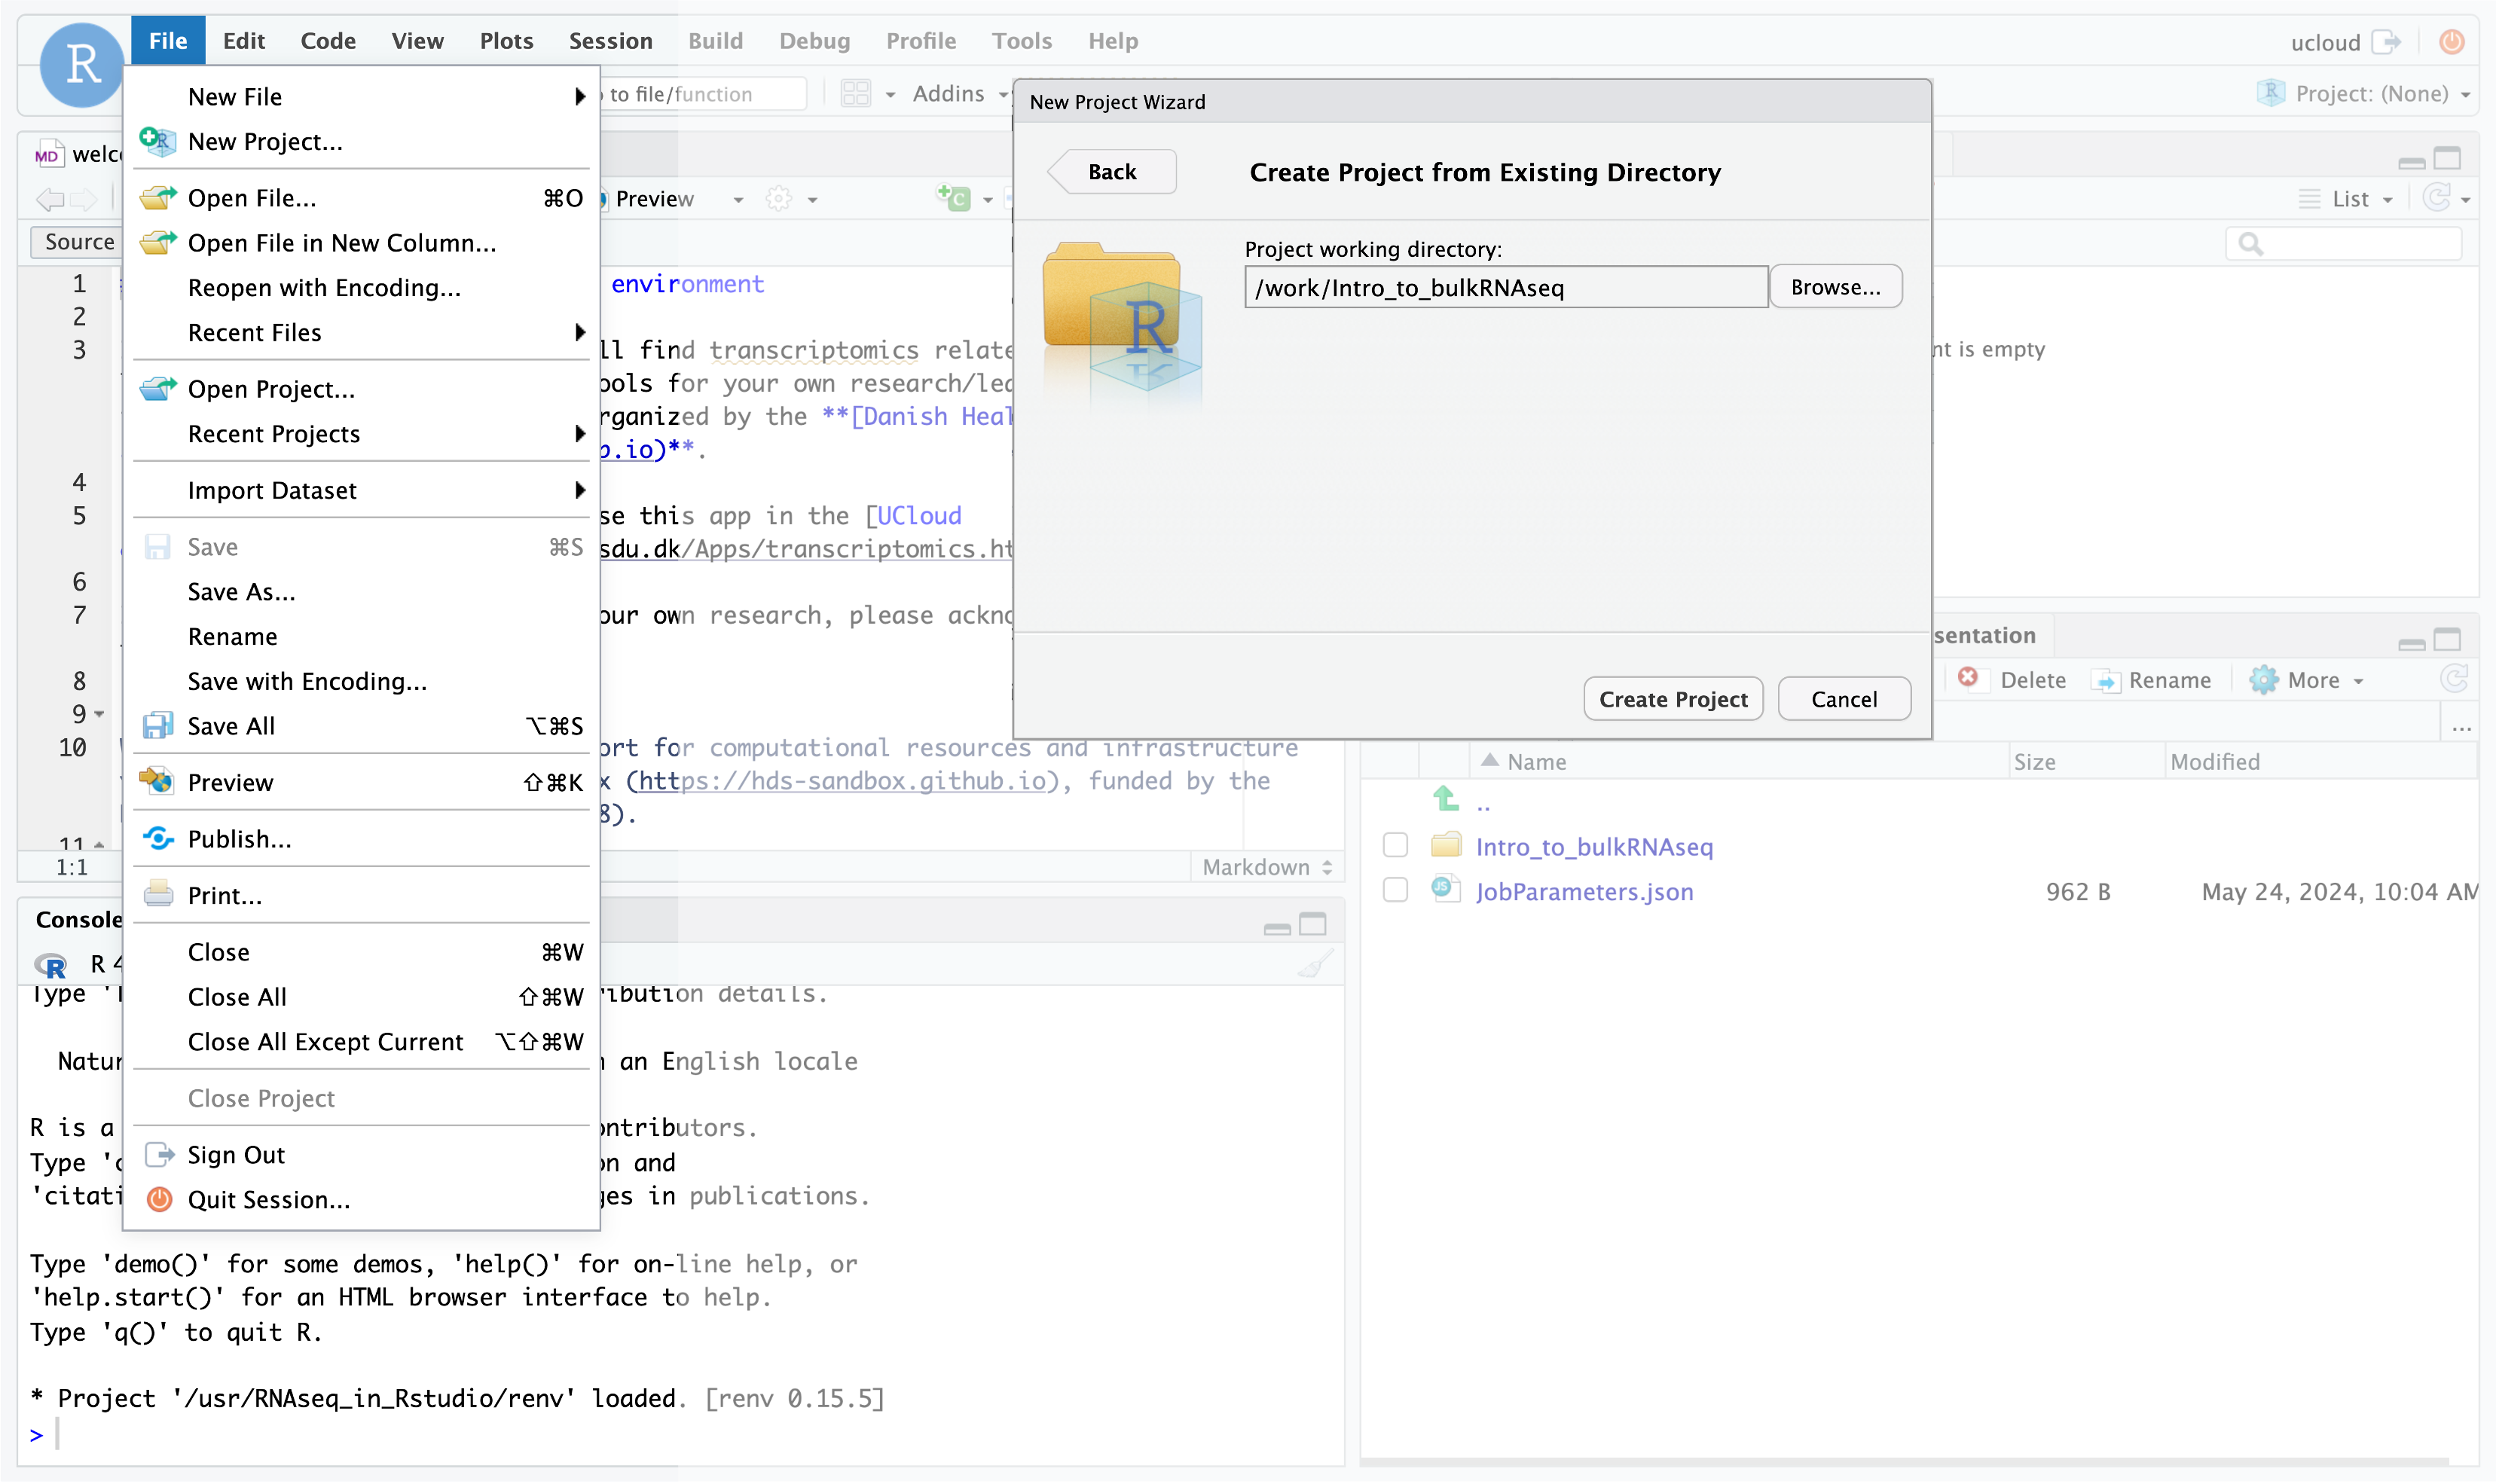 R File Edit Code View Plots Session Build Debug Profile Tools Help ucloud
to file/function Addins Project: (None)
New File
New Project...
Open File... ⌘O
Open File in New Column...
Reopen with Encoding...
Recent Files
Open Project...
Recent Projects
Import Dataset
Save ⌘S
Save As...
Rename
Save with Encoding...
Save All ⌥⌘S
Preview ⇧⌘K
Publish...
Print...
Close ⌘W
Close All ⇧⌘W
Close All Except Current ⌥⇧⌘W
Close Project
Sign Out
Quit Session...
MD welc
Preview
Source
1 environment
2
3 ll find transcriptomics relate
ools for your own research/lea
rganized by the **[Danish Heal
b.io)**.
4
5 se this app in the [UCloud
sdu.dk/Apps/transcriptomics.ht
6
7 our own research, please ackno
8
9
10 ort for computational resources and infrastructure
x (https://hds-sandbox.github.io), funded by the
8).
11
1:1 Markdown
Console
R R 4
Type ' ribution details.
Natur an English locale
R is a ontributors.
Type 'c on and
'citati ges in publications.
Type 'demo()' for some demos, 'help()' for on-line help, or
'help.start()' for an HTML browser interface to help.
Type 'q()' to quit R.
* Project '/usr/RNAseq_in_Rstudio/renv' loaded. [renv 0.15.5]
>
New Project Wizard
Back
Create Project from Existing Directory
Project working directory:
/work/Intro_to_bulkRNAseq Browse...
Create Project Cancel
List
nt is empty
sentation
Delete Rename More
...
Name Size Modified
..
Intro_to_bulkRNAseq
JobParameters.json 962 B May 24, 2024, 10:04 AM